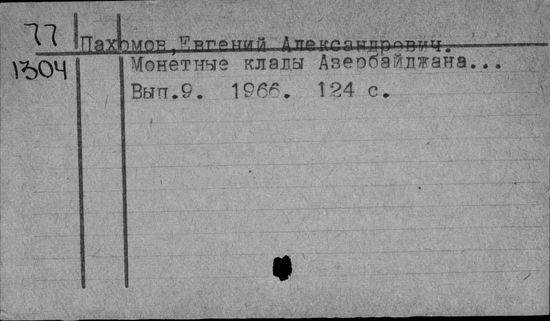 77
Пахомов,Евгений Александрович.
1304
Монетные клады Азербайджана...
Вып.9. 1966. 124 с.